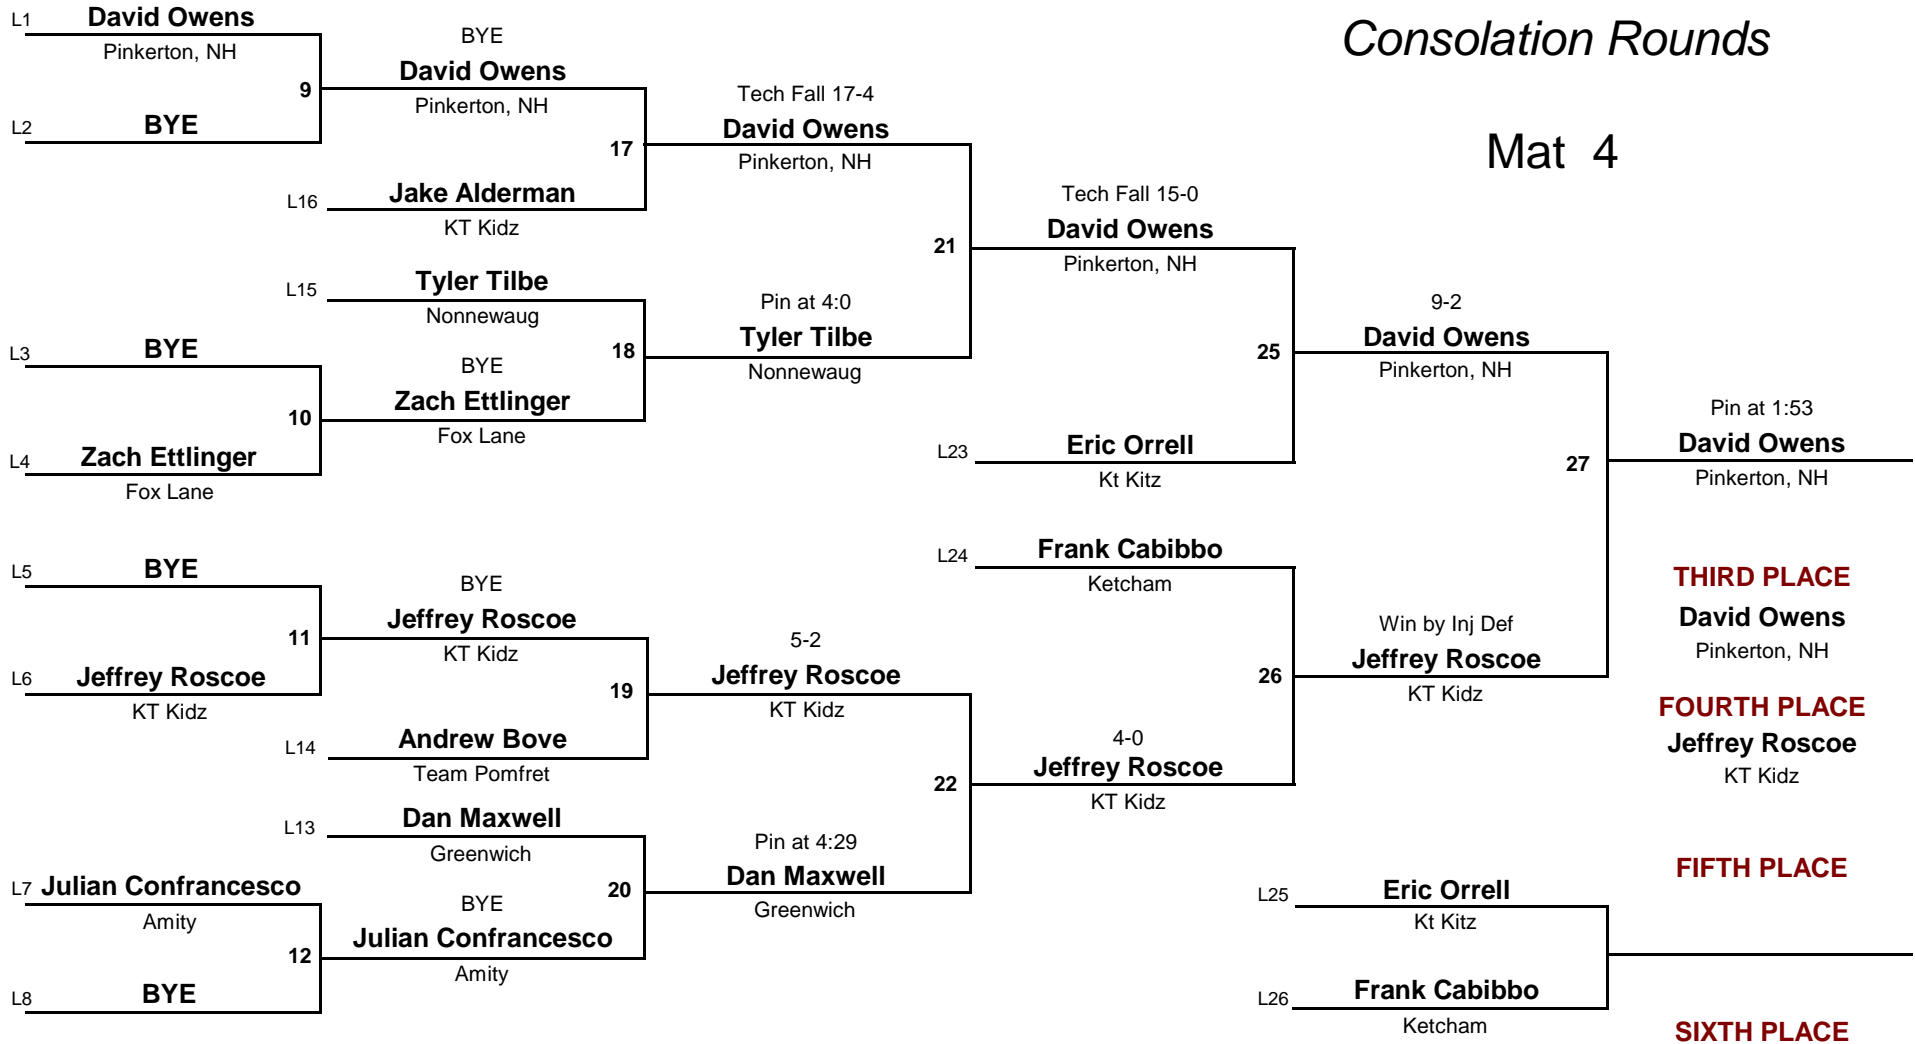 Consolation Rounds
Mat 4
L1 David Owens
Pinkerton, NH
9
L2 BYE
BYE
David Owens
Pinkerton, NH
17
L16 Jake Alderman
KT Kidz
L15 Tyler Tilbe
Nonnewaug
18
L3 BYE
10
L4 Zach Ettlinger
Fox Lane
BYE
Zach Ettlinger
Fox Lane
L5 BYE
11
L6 Jeffrey Roscoe
KT Kidz
BYE
Jeffrey Roscoe
KT Kidz
19
L14 Andrew Bove
Team Pomfret
L13 Dan Maxwell
Greenwich
20
L7 Julian Confrancesco
Amity
12
L8 BYE
BYE
Julian Confrancesco
Amity
Tech Fall 17-4
David Owens
Pinkerton, NH
21
Pin at 4:0
Tyler Tilbe
Nonnewaug
5-2
Jeffrey Roscoe
KT Kidz
22
Pin at 4:29
Dan Maxwell
Greenwich
Tech Fall 15-0
David Owens
Pinkerton, NH
25
L23 Eric Orrell
Kt Kitz
L24 Frank Cabibbo
Ketcham
26
4-0
Jeffrey Roscoe
KT Kidz
9-2
David Owens
Pinkerton, NH
27
Win by Inj Def
Jeffrey Roscoe
KT Kidz
Pin at 1:53
David Owens
Pinkerton, NH
THIRD PLACE
David Owens
Pinkerton, NH
FOURTH PLACE
Jeffrey Roscoe
KT Kidz
L25 Eric Orrell
Kt Kitz
L26 Frank Cabibbo
Ketcham
FIFTH PLACE
SIXTH PLACE